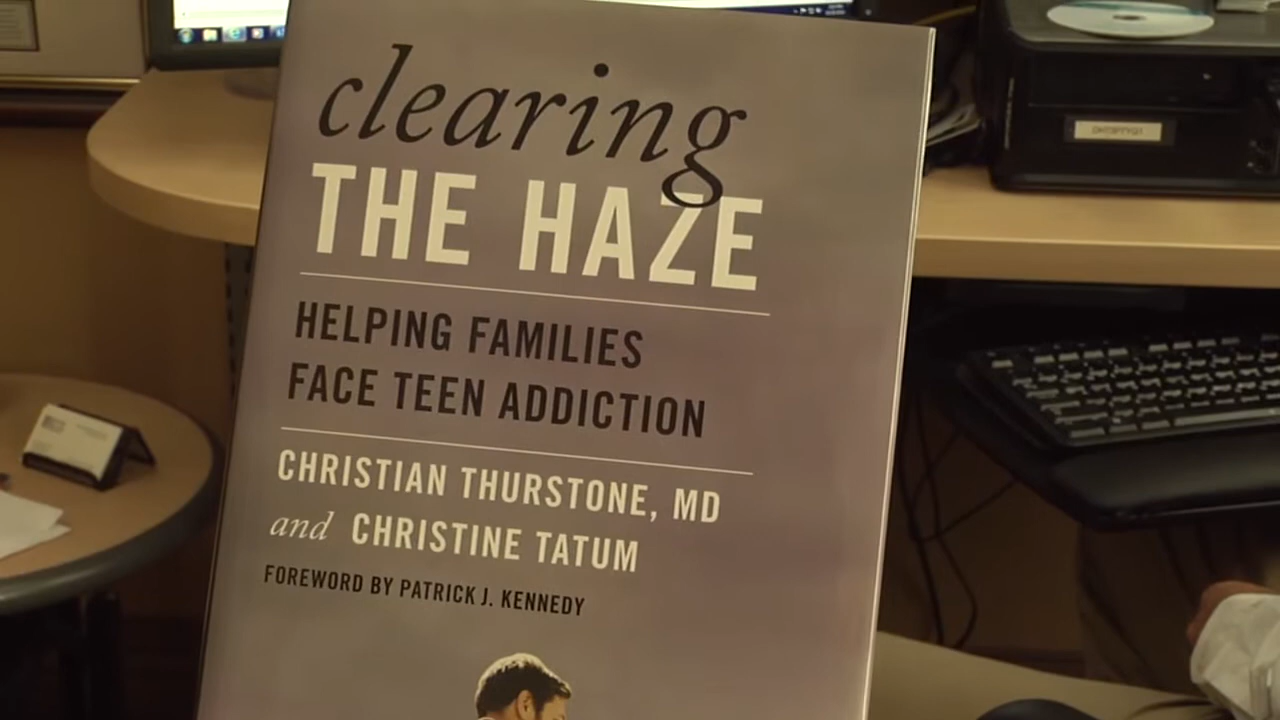 clearing
THE HAZE
HELPING FAMILIES
FACE TEEN ADDICTION
CHRISTIAN THURSTONE, MD
and CHRISTINE TATUM
FOREWORD BY PATRICK J. KENNEDY